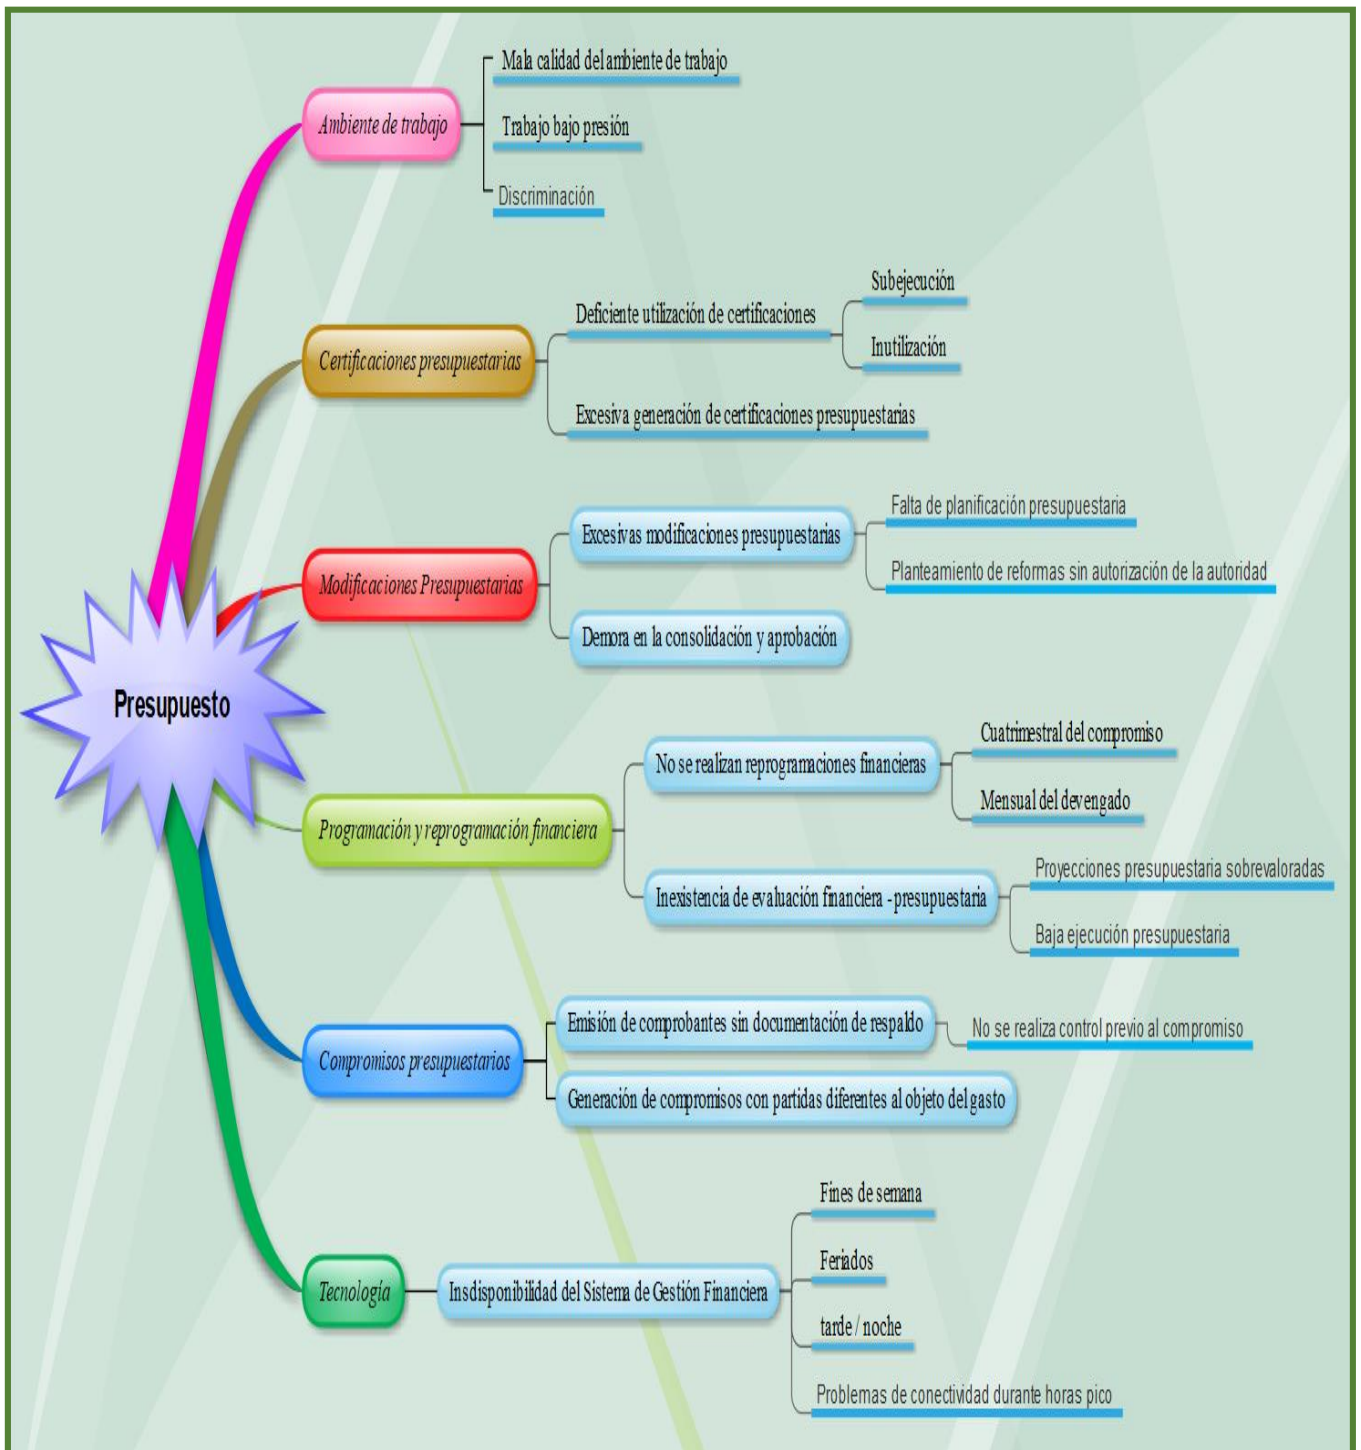 Presupuesto
Ambiente de trabajo
Mala calidad del ambiente de trabajo
Trabajo bajo presión
Discriminación
Certificaciones presupuestarias
Deficiente utilización de certificaciones
Subejecución
Inutilización
Excesiva generación de certificaciones presupuestarias
Modificaciones Presupuestarias
Excesivas modificaciones presupuestarias
Falta de planificación presupuestaria
Planteamiento de reformas sin autorización de la autoridad
Demora en la consolidación y aprobación
Programación y reprogramación financiera
No se realizan reprogramaciones financieras
Cuatrimestral del compromiso
Mensual del devengado
Inexistencia de evaluación financiera - presupuestaria
Proyecciones presupuestaria sobrevaloradas
Baja ejecución presupuestaria
Compromisos presupuestarios
Emisión de comprobantes sin documentación de respaldo
No se realiza control previo al compromiso
Generación de compromisos con partidas diferentes al objeto del gasto
Tecnología
Insdisponibilidad del Sistema de Gestión Financiera
Fines de semana
Feriados
tarde / noche
Problemas de conectividad durante horas pico